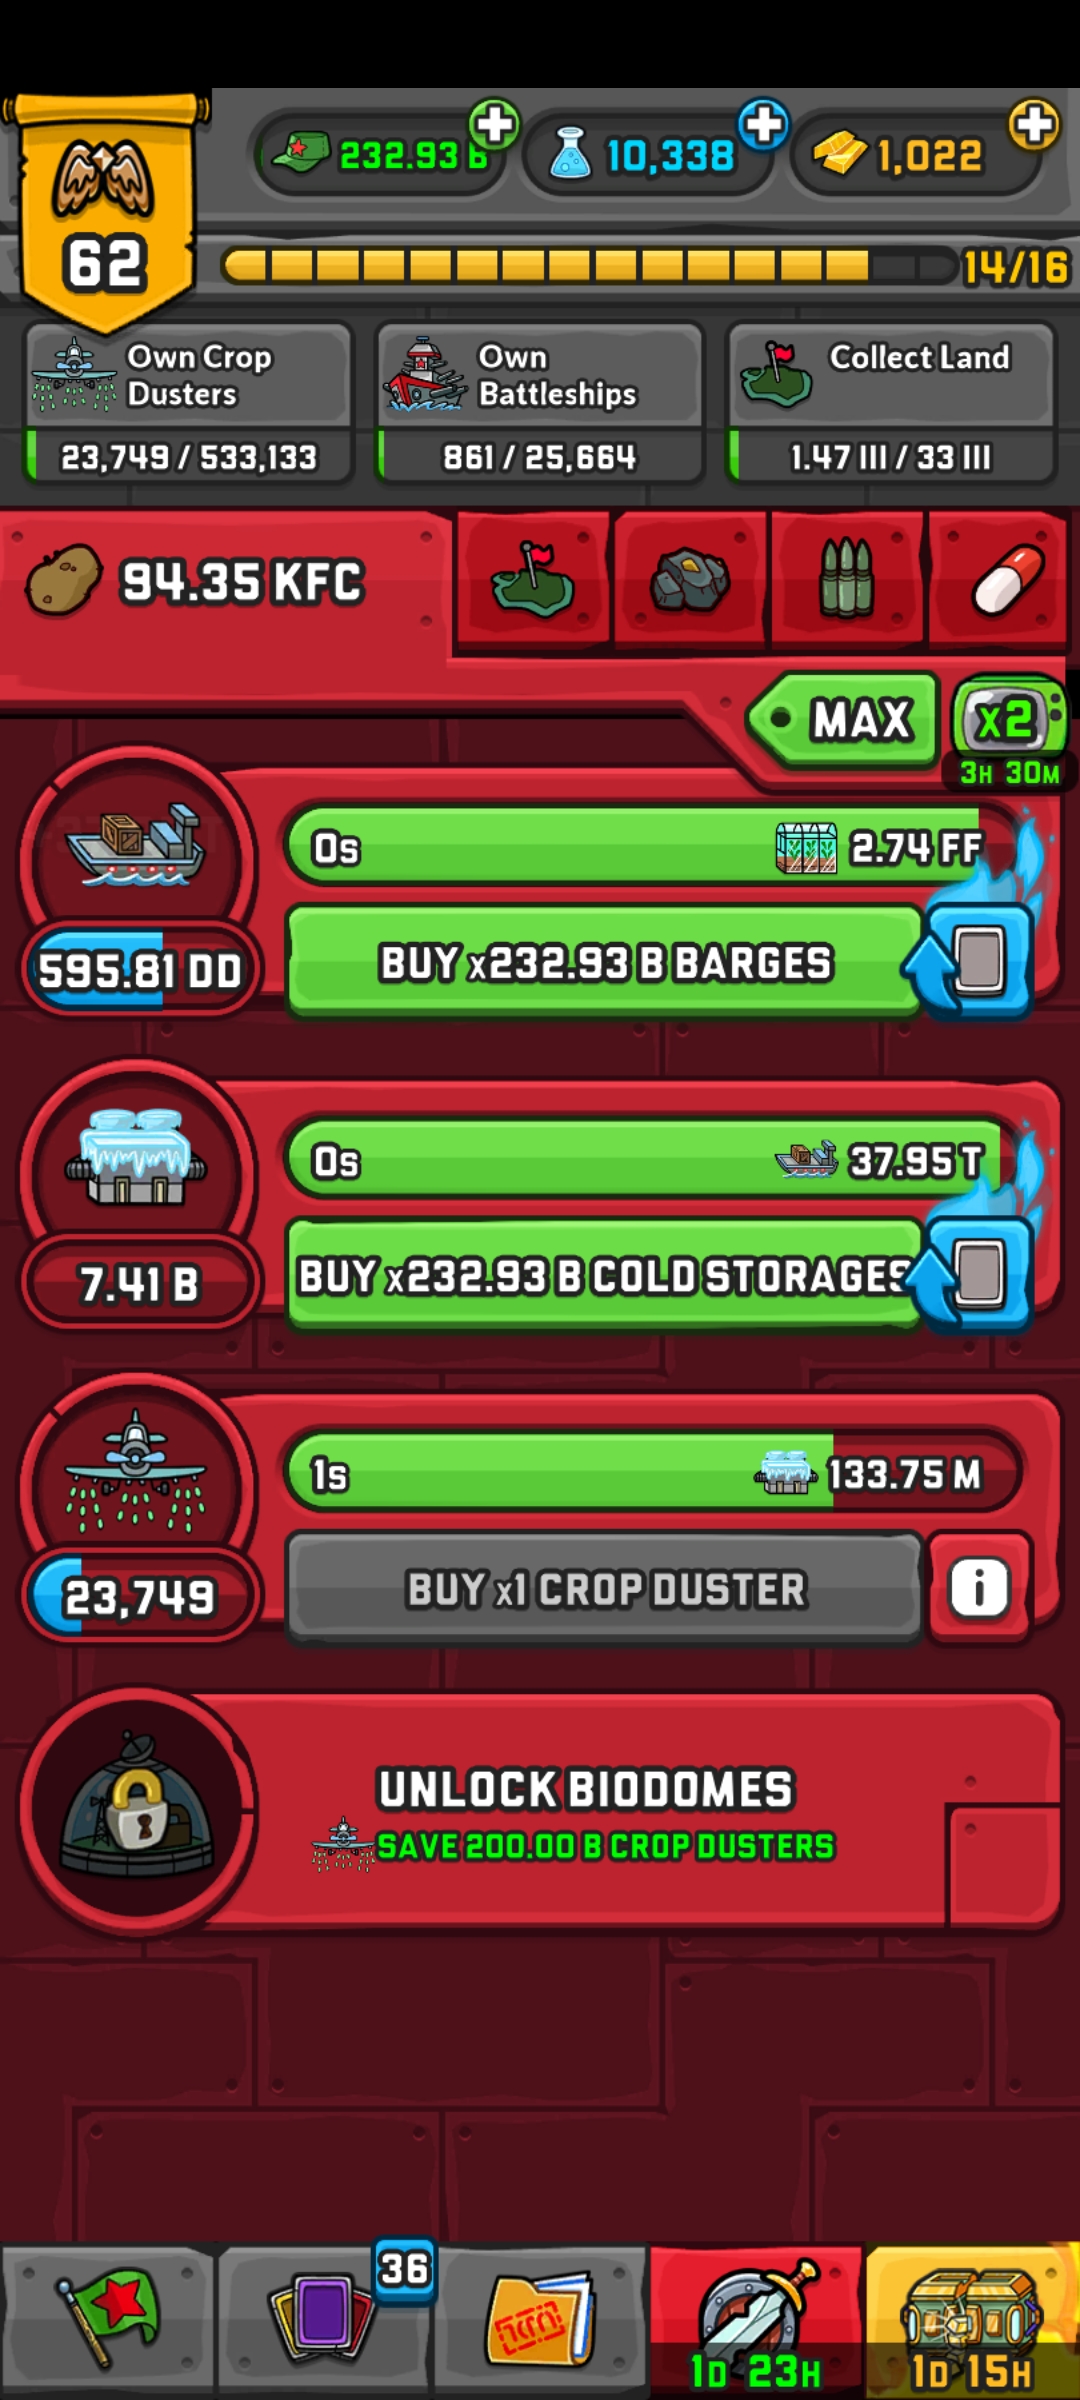 232.93 B
10,338
1,022
62
14/16
Own Crop
Dusters
Own
Battleships
Collect Land
23,749 / 533,133
861 / 25,664
1.47 III / 33 III
94.35 KFC
MAX
x2
3H 30M
0s
2.74 FF
595.81 DD
BUY x232.93 B BARGES
0s
37.95 T
7.41 B
BUY x232.93 B COLD STORAGES
1s
133.75 M
23,749
BUY x1 CROP DUSTER
i
UNLOCK BIODOMES
SAVE 200.00 B CROP DUSTERS
36
1D 23H
1D 15H